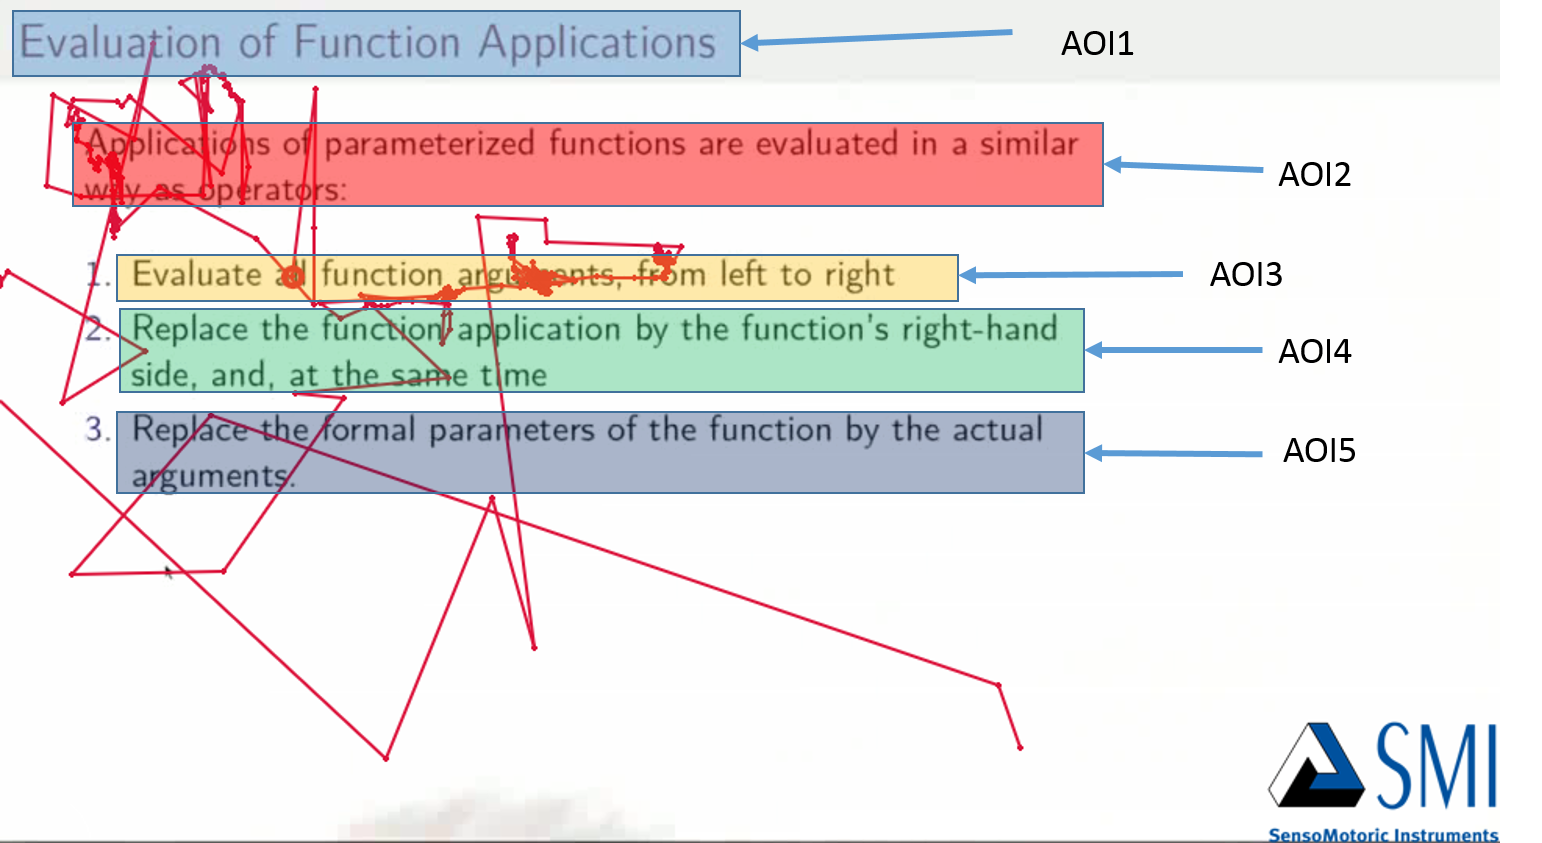 Evaluation of Function Applications
AOI1
Applications of parameterized functions are evaluated in a similar
way as operators:
AOI2
1. Evaluate all function arguments, from left to right
AOI3
2. Replace the function application by the function's right-hand
side, and, at the same time
AOI4
3. Replace the formal parameters of the function by the actual
arguments.
AOI5
SMI
SensoMotoric Instruments